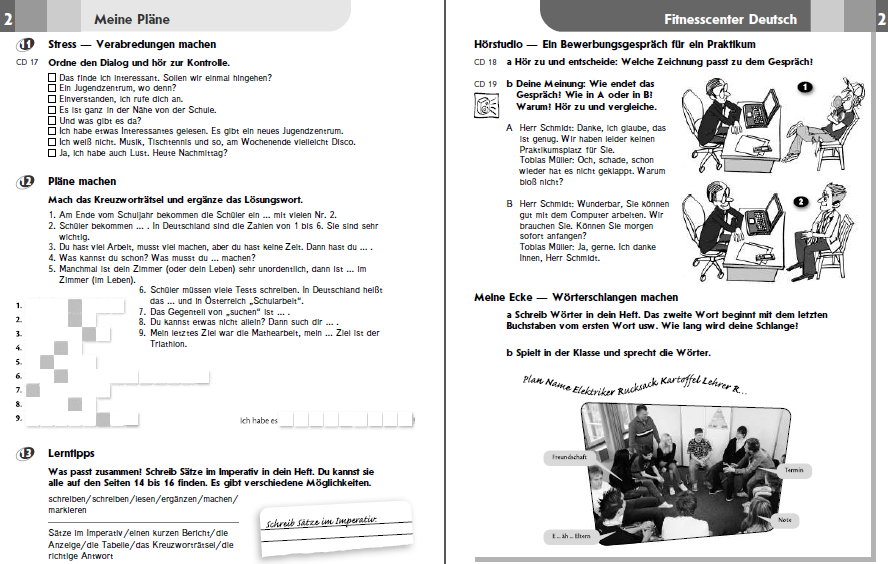 2 Meine Pläne
11 Stress — Verabredungen machen
CD 17 Ordne den Dialog und hör zur Kontrolle.
Das finde ich interessant. Sollen wir einmal hingehen?
Ein Jugendzentrum, wo denn?
Einverstanden, ich rufe dich an.
Es ist ganz in der Nähe von der Schule.
Und was gibt es da?
Ich habe etwas Interessantes gelesen. Es gibt ein neues Jugendzentrum.
Ich weiß nicht. Musik, Tischtennis und so, am Wochenende vielleicht Disco.
Ja, ich habe auch Lust. Heute Nachmittag?
12 Pläne machen
Mach das Kreuzworträtsel und ergänze das Lösungswort.
1. Am Ende vom Schuljahr bekommen die Schüler ein ... mit vielen Nr. 2.
2. Schüler bekommen ... . In Deutschland sind die Zahlen von 1 bis 6. Sie sind sehr
wichtig.
3. Du hast viel Arbeit, musst viel machen, aber du hast keine Zeit. Dann hast du ... .
4. Was kannst du schon? Was musst du ... machen?
5. Manchmal ist dein Zimmer (oder dein Leben) sehr unordentlich, dann ist ... im
Zimmer (im Leben).
6. Schüler müssen viele Tests schreiben. In Deutschland heißt
das ... und in Österreich „Schularbeit“.
7. Das Gegenteil von „suchen“ ist ... .
8. Du kannst etwas nicht allein? Dann such dir ... .
9. Mein letztes Ziel war die Mathearbeit, mein ... Ziel ist der
Triathlon.
1.
2.
3.
4.
5.
6.
7.
8.
9.
Ich habe es
13 Lerntipps
Was passt zusammen? Schreib Sätze im Imperativ in dein Heft. Du kannst sie
alle auf den Seiten 14 bis 16 finden. Es gibt verschiedene Möglichkeiten.
schreiben/schreiben/lesen/ergänzen/machen/
markieren
Sätze im Imperativ/einen kurzen Bericht/die
Anzeige/die Tabelle/das Kreuzworträtsel/die
richtige Antwort
Schreib Sätze im Imperativ.
Fitnesscenter Deutsch 2
Hörstudio — Ein Bewerbungsgespräch für ein Praktikum
CD 18 a Hör zu und entscheide: Welche Zeichnung passt zu dem Gespräch?
CD 19 b Deine Meinung: Wie endet das
Gespräch? Wie in A oder in B?
Warum? Hör zu und vergleiche.
A Herr Schmidt: Danke, ich glaube, das
ist genug. Wir haben leider keinen
Praktikumsplatz für Sie.
Tobias Müller: Och, schade, schon
wieder hat es nicht geklappt. Warum
bloß nicht?
1
B Herr Schmidt: Wunderbar, Sie können
gut mit dem Computer arbeiten. Wir
brauchen Sie. Können Sie morgen
sofort anfangen?
Tobias Müller: Ja, gerne. Ich danke
Ihnen, Herr Schmidt.
2
Meine Ecke — Wörterschlangen machen
a Schreib Wörter in dein Heft. Das zweite Wort beginnt mit dem letzten
Buchstaben vom ersten Wort usw. Wie lang wird deine Schlange?
b Spielt in der Klasse und sprecht die Wörter.
Plan Name Elektriker Rucksack Kartoffel Lehrer R...
Freundschaft
Termin
Note
E ... äh ... Eltern